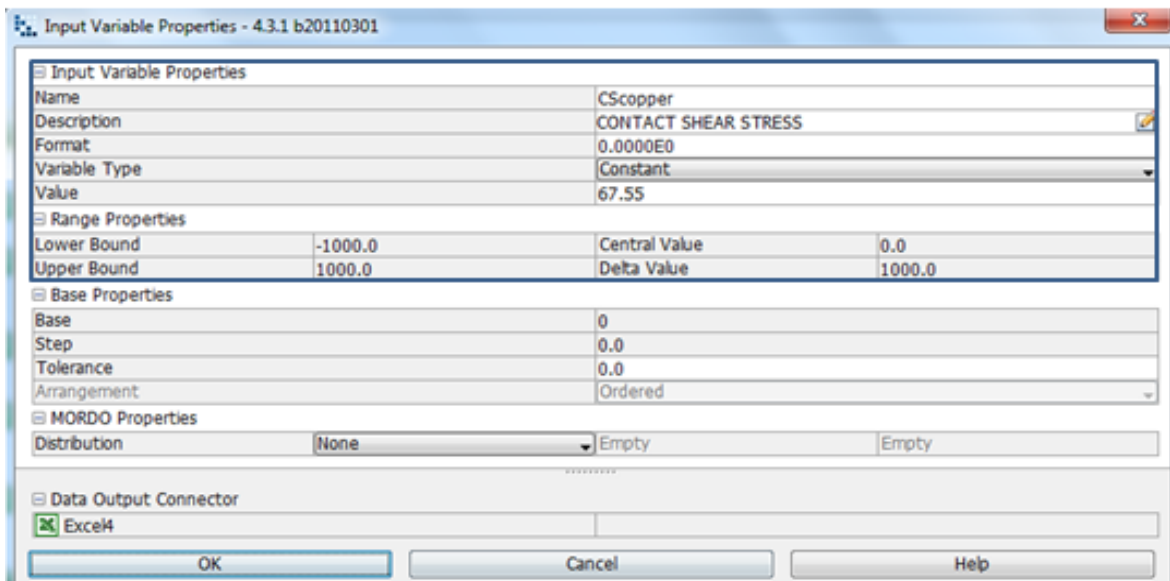 Input Variable Properties - 4.3.1 b20110301
x
Input Variable Properties
Name CScopper
Description CONTACT SHEAR STRESS
Format 0.0000E0
Variable Type Constant
Value 67.55
Range Properties
Lower Bound -1000.0 Central Value 0.0
Upper Bound 1000.0 Delta Value 1000.0
Base Properties
Base 0
Step 0.0
Tolerance 0.0
Arrangement Ordered
MORDO Properties
Distribution None Empty Empty
Data Output Connector
Excel4
OK Cancel Help